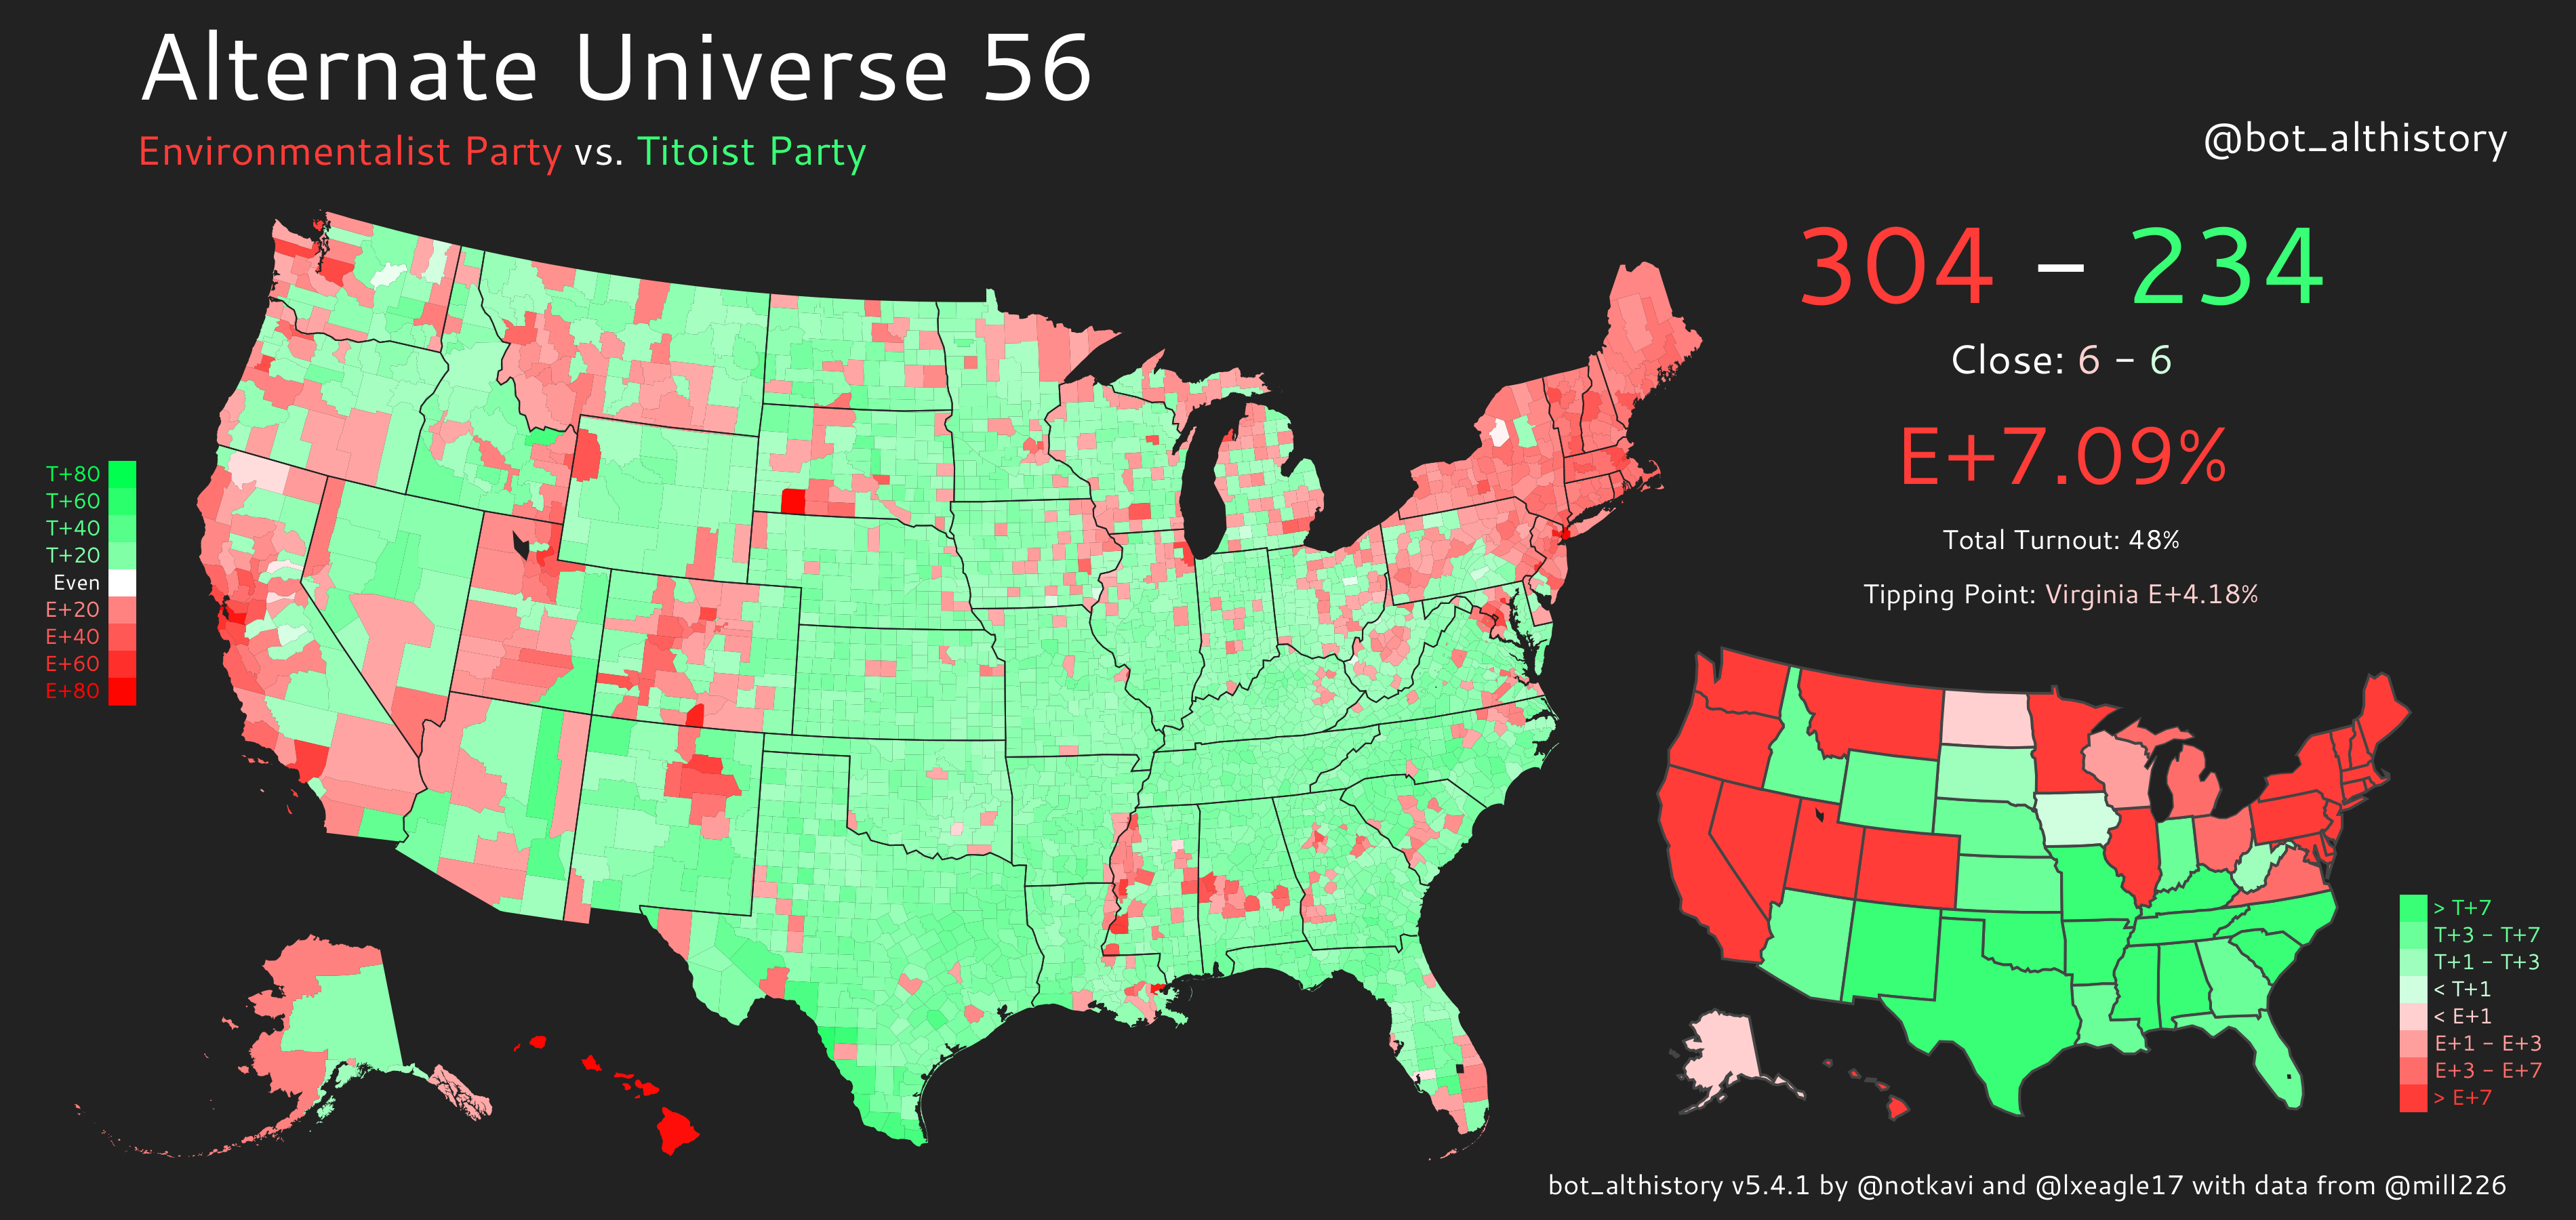 Alternate Universe 56
Environmentalist Party vs. Titoist Party
@bot_althistory
304 – 234
Close: 6 – 6
E+7.09%
Total Turnout: 48%
Tipping Point: Virginia E+4.18%
T+80
T+60
T+40
T+20
Even
E+20
E+40
E+60
E+80
> T+7
T+3 – T+7
T+1 – T+3
< T+1
< E+1
E+1 – E+3
E+3 – E+7
> E+7
bot_althistory v5.4.1 by @notkavi and @lxeagle17 with data from @mill226